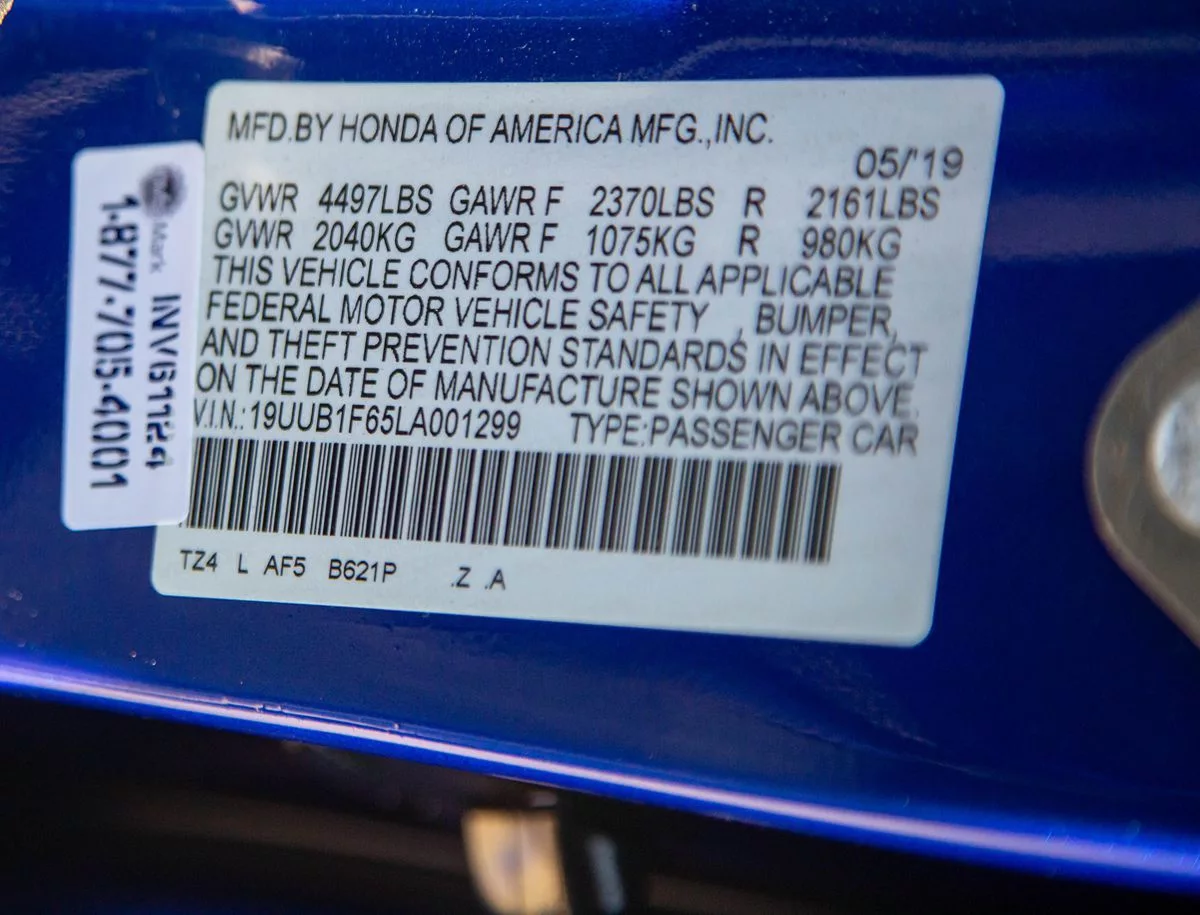 MFD.BY HONDA OF AMERICA MFG.,INC.
05/'19
GVWR 4497LBS GAWR F 2370LBS R 2161LBS
GVWR 2040KG GAWR F 1075KG R 980KG
THIS VEHICLE CONFORMS TO ALL APPLICABLE
FEDERAL MOTOR VEHICLE SAFETY , BUMPER,
AND THEFT PREVENTION STANDARDS IN EFFECT
ON THE DATE OF MANUFACTURE SHOWN ABOVE.
V.I.N.: 19UUB1F65LA001299 TYPE:PASSENGER CAR
TZ4 L AF5 B621P .Z .A
Mark INV611124
1-877-705-4001